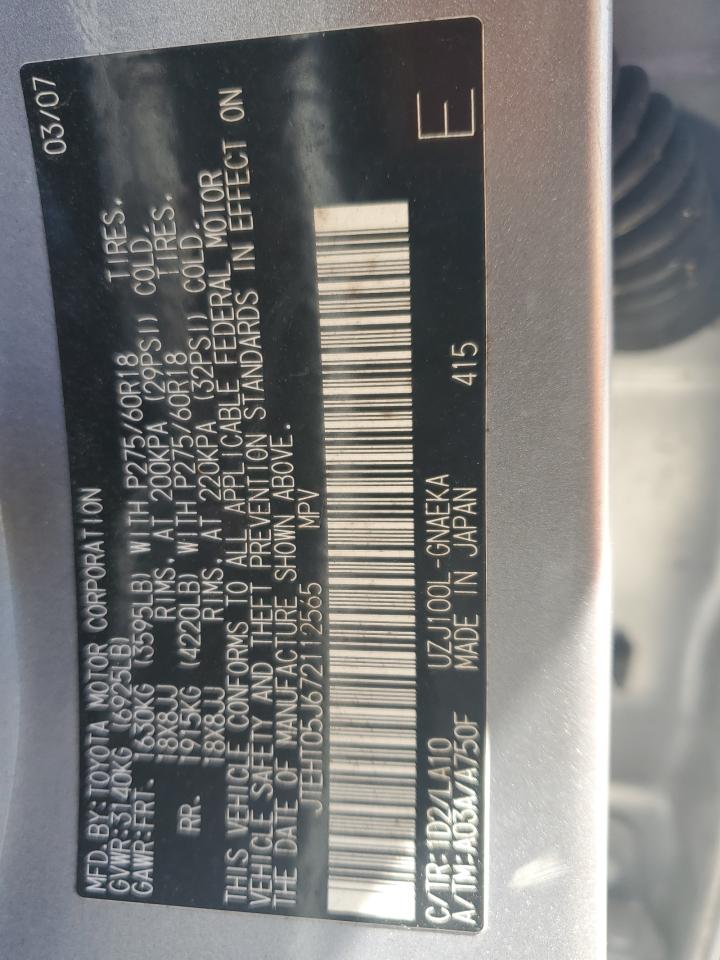 MFD.BY:TOYOTA MOTOR CORPORATION 03/07
GVWR:3140KG (6925LB)
GAWR:FRT. 1630KG (3595LB) WITH P275/60R18 TIRES.
18X8JJ RIMS. AT 200KPA (29PSI) COLD.
RR. 1915KG (4220LB) WITH P275/60R18 TIRES.
18X8JJ RIMS. AT 220KPA (32PSI) COLD.
THIS VEHICLE CONFORMS TO ALL APPLICABLE FEDERAL MOTOR
VEHICLE SAFETY AND THEFT PREVENTION STANDARDS IN EFFECT ON
THE DATE OF MANUFACTURE SHOWN ABOVE.
JTEHT05J672112565 MPV
C/TR:1D2/LA10 UZJ100L-GNAEKA 415 E
A/TM:A03A/A750F MADE IN JAPAN